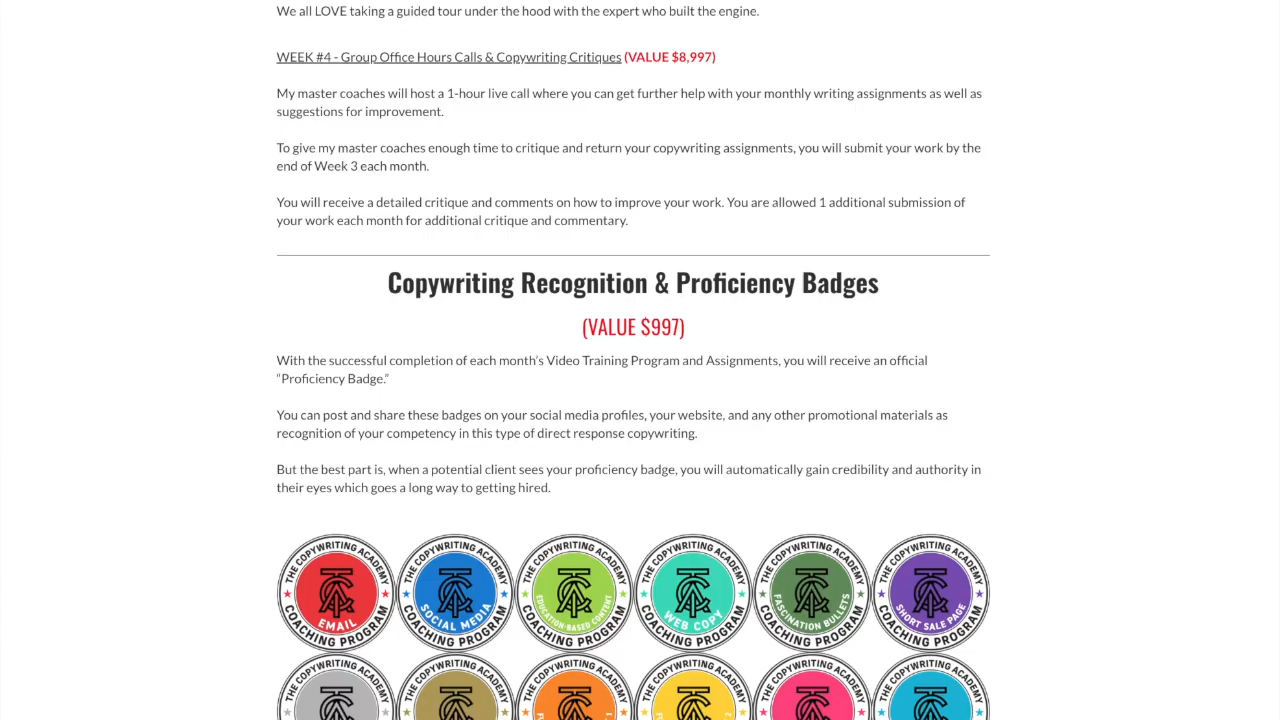 We all LOVE taking a guided tour under the hood with the expert who built the engine.
WEEK #4 - Group Office Hours Calls & Copywriting Critiques (VALUE $8,997)
My master coaches will host a 1-hour live call where you can get further help with your monthly writing assignments as well as
suggestions for improvement.
To give my master coaches enough time to critique and return your copywriting assignments, you will submit your work by the
end of Week 3 each month.
You will receive a detailed critique and comments on how to improve your work. You are allowed 1 additional submission of
your work each month for additional critique and commentary.
Copywriting Recognition & Proficiency Badges
(VALUE $997)
With the successful completion of each month's Video Training Program and Assignments, you will receive an official
“Proficiency Badge.”
You can post and share these badges on your social media profiles, your website, and any other promotional materials as
recognition of your competency in this type of direct response copywriting.
But the best part is, when a potential client sees your proficiency badge, you will automatically gain credibility and authority in
their eyes which goes a long way to getting hired.
THE COPYWRITING ACADEMY
EMAIL
COACHING PROGRAM
THE COPYWRITING ACADEMY
SOCIAL MEDIA
COACHING PROGRAM
THE COPYWRITING ACADEMY
EDUCATION-BASED CONTENT
COACHING PROGRAM
THE COPYWRITING ACADEMY
WEB COPY
COACHING PROGRAM
THE COPYWRITING ACADEMY
FASCINATION BULLETS
COACHING PROGRAM
THE COPYWRITING ACADEMY
SHORT SALE PAGE
COACHING PROGRAM
THE COPYWRITING ACADEMY
THE COPYWRITING ACADEMY
THE COPYWRITING ACADEMY
THE COPYWRITING ACADEMY
THE COPYWRITING ACADEMY
THE COPYWRITING ACADEMY